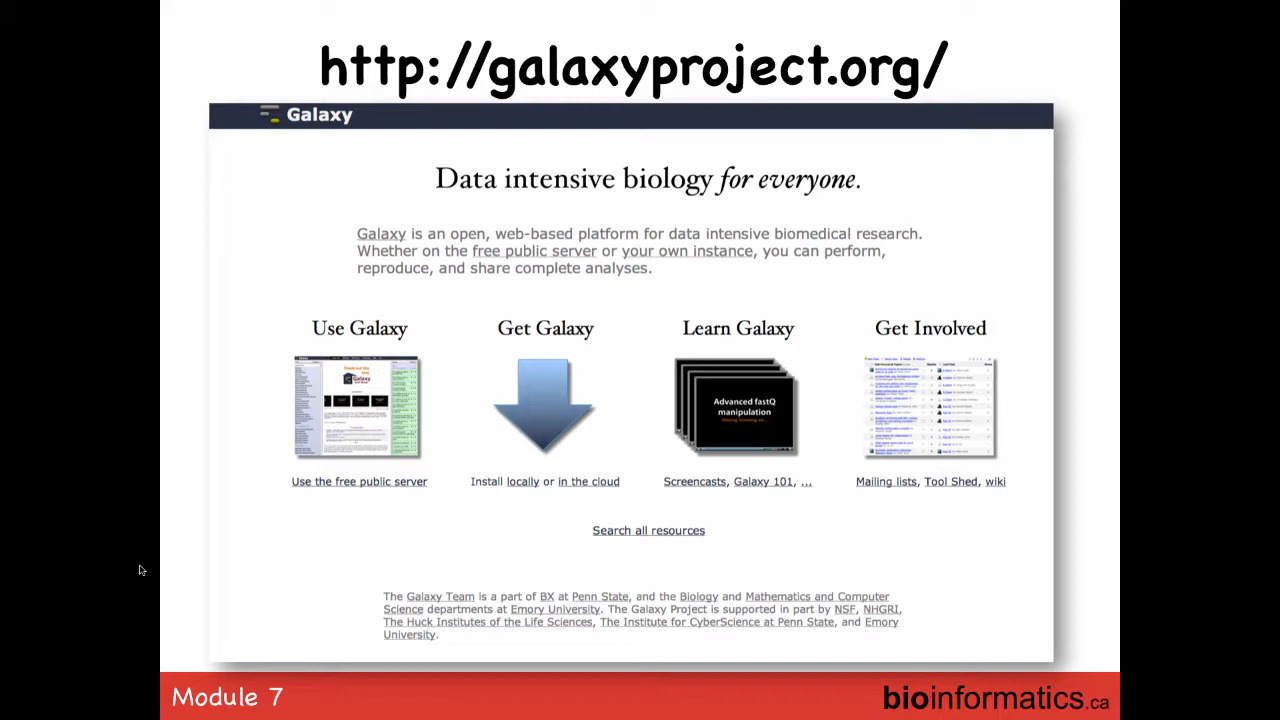 http://galaxyproject.org/
Galaxy
Data intensive biology for everyone.
Galaxy is an open, web-based platform for data intensive biomedical research.
Whether on the free public server or your own instance, you can perform,
reproduce, and share complete analyses.
Use Galaxy
Get Galaxy
Learn Galaxy
Get Involved
Advanced fastQ
manipulation
Use the free public server
Install locally or in the cloud
Screencasts, Galaxy 101, ...
Mailing lists, Tool Shed, wiki
Search all resources
The Galaxy Team is a part of BX at Penn State, and the Biology and Mathematics and Computer
Science departments at Emory University. The Galaxy Project is supported in part by NSF, NHGRI,
The Huck Institutes of the Life Sciences, The Institute for CyberScience at Penn State, and Emory
University.
Module 7
bioinformatics.ca